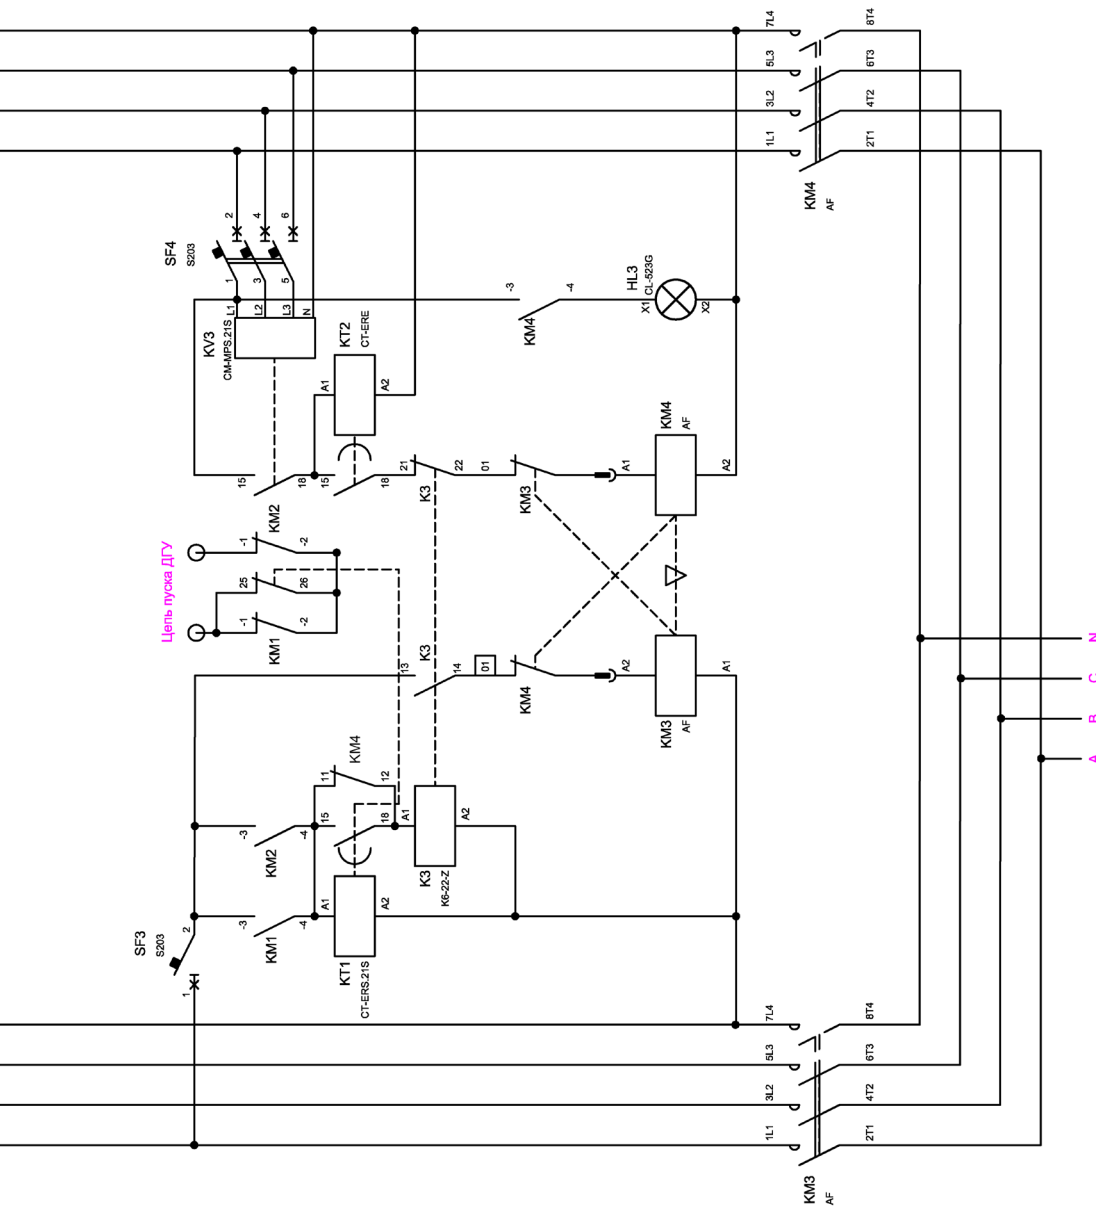 7L4
8T4
5L3
6T3
3L2
4T2
1L1
2T1
KM4
AF
SF4
S203
2
4
6
1
3
5
L1
L2
L3
N
KV3
CM-MPS.21S
KT2
CT-ERE
A1
A2
-3
-4
KM4
HL3
CL-523G
X1
X2
15
18
KM2
15
18
21
22
K3
01
KM3
A1
A2
KM4
AF
Цепь пуска ДГУ
-1
-2
25
26
-1
-2
KM1
K3
13
14
01
KM4
A2
A1
KM3
AF
N
C
B
A
KM4
11
12
-3
-4
KM2
15
18
A1
A2
K3
K6-22-Z
-3
-4
KM1
A1
A2
KT1
CT-ERS.21S
SF3
S203
2
1
7L4
8T4
5L3
6T3
3L2
4T2
1L1
2T1
KM3
AF